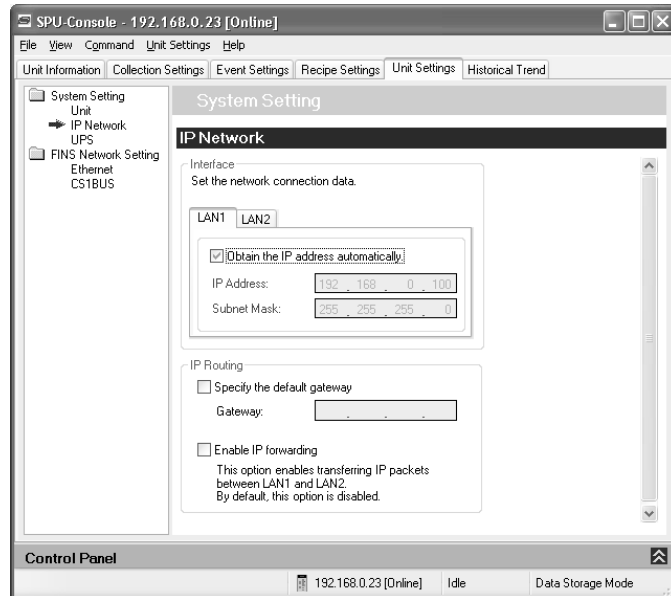 SPU-Console - 192.168.0.23 [Online]
File View Command Unit Settings Help
Unit Information Collection Settings Event Settings Recipe Settings Unit Settings Historical Trend
System Setting
Unit
IP Network
UPS
FINS Network Setting
Ethernet
CS1BUS
System Setting
IP Network
Interface
Set the network connection data.
LAN1 LAN2
Obtain the IP address automatically.
IP Address: 192 . 168 . 0 . 100
Subnet Mask: 255 . 255 . 255 . 0
IP Routing
Specify the default gateway
Gateway: . . .
Enable IP forwarding
This option enables transferring IP packets
between LAN1 and LAN2.
By default, this option is disabled.
Control Panel
192.168.0.23 [Online] Idle Data Storage Mode